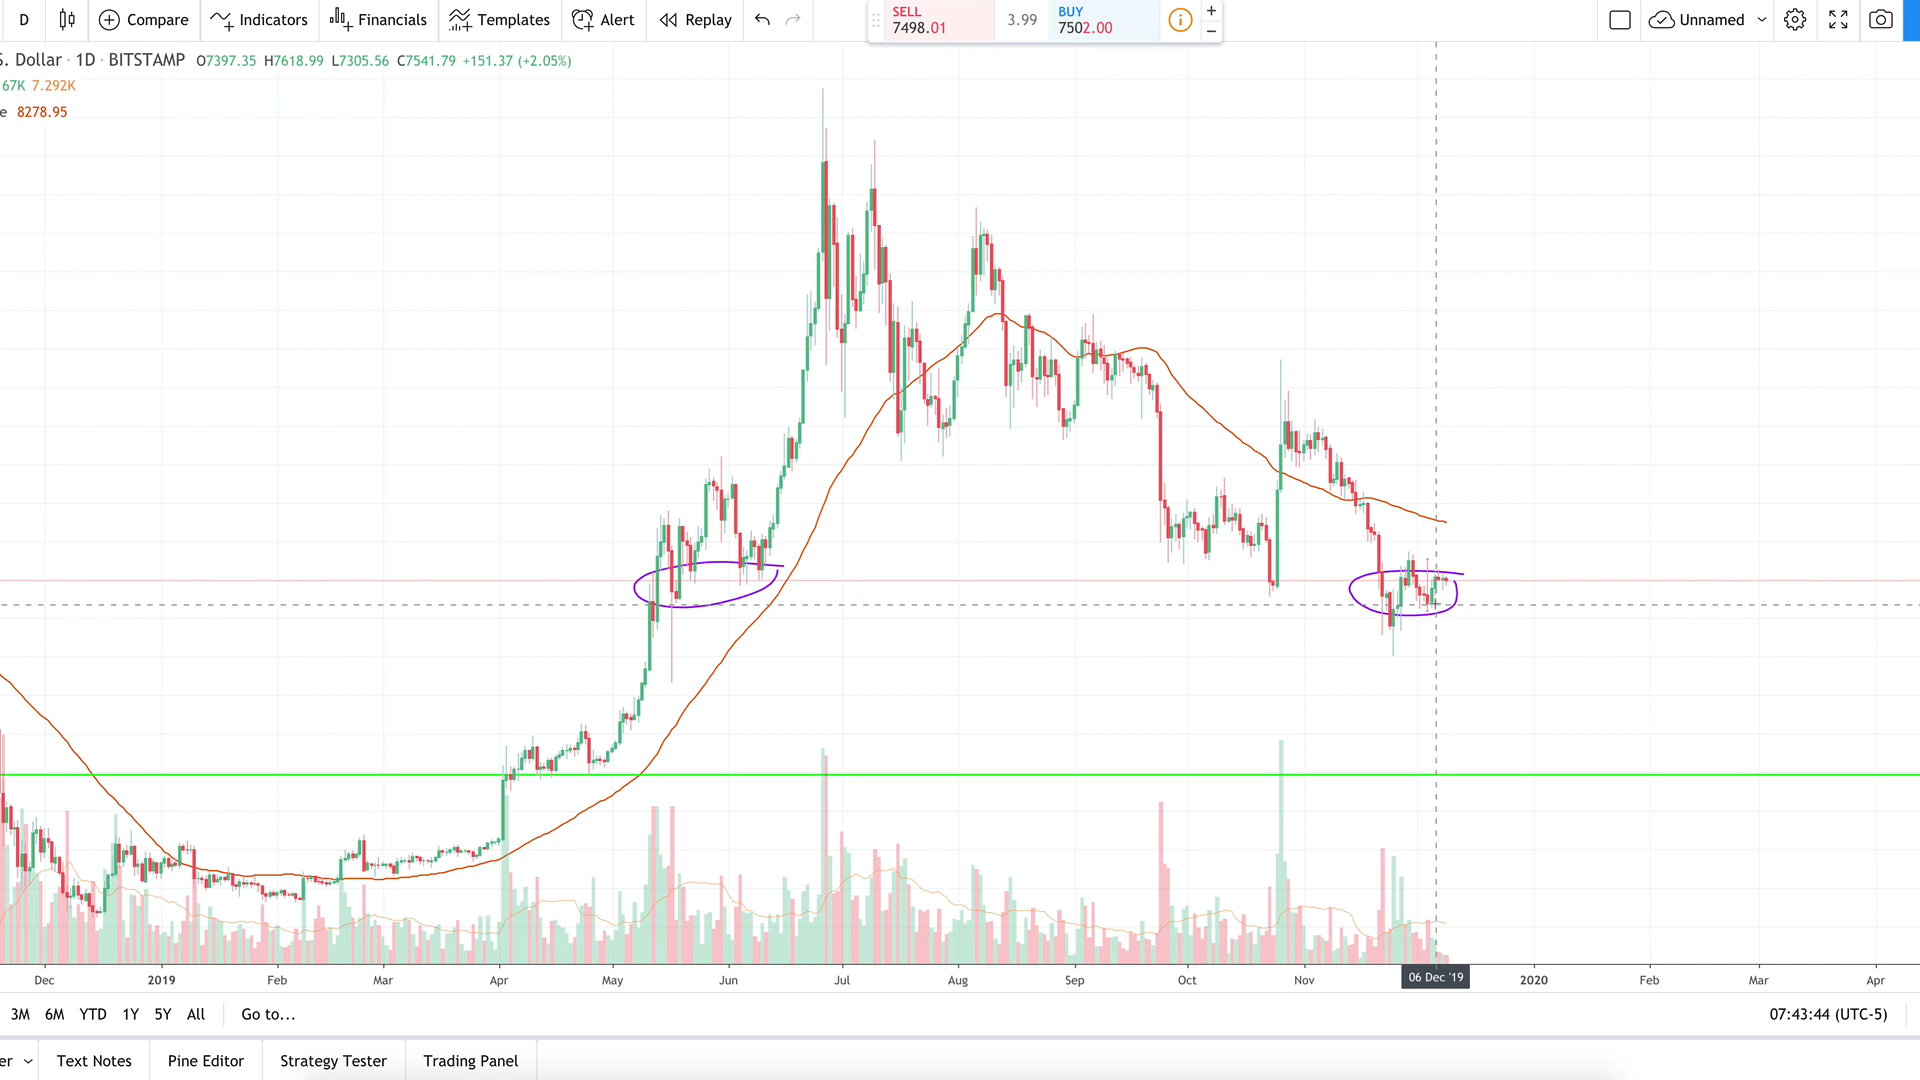 D Compare Indicators Financials Templates Alert Replay SELL 7498.01 3.99 BUY 7502.00 + − Unnamed
S. Dollar · 1D · BITSTAMP O7397.35 H7618.99 L7305.56 C7541.79 +151.37 (+2.05%)
67K 7.292K
e 8278.95
Dec 2019 Feb Mar Apr May Jun Jul Aug Sep Oct Nov 06 Dec '19 2020 Feb Mar Apr
3M 6M YTD 1Y 5Y All Go to... 07:43:44 (UTC-5)
er Text Notes Pine Editor Strategy Tester Trading Panel